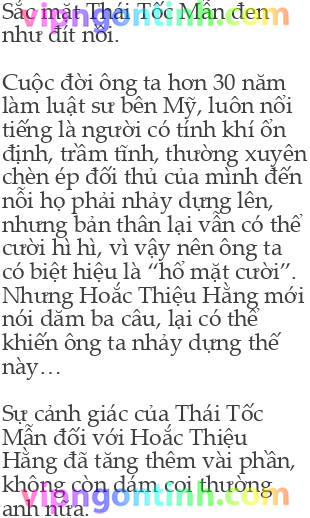 Sắc mặt Thái Tốc Mẫn đen
như đít nồi.
Cuộc đời ông ta hơn 30 năm
làm luật sư bên Mỹ, luôn nổi
tiếng là người có tính khí ổn
định, trầm tĩnh, thường xuyên
chèn ép đối thủ của mình đến
nỗi họ phải nhảy dựng lên,
nhưng bản thân lại vẫn có thể
cười hì hì, vì vậy nên ông ta
có biệt hiệu là “hổ mặt cười”.
Nhưng Hoắc Thiệu Hằng mới
nói dăm ba câu, lại có thể
khiến ông ta nhảy dựng thế
này…
Sự cảnh giác của Thái Tốc
Mẫn đối với Hoắc Thiệu
Hằng đã tăng thêm vài phần,
không còn dám coi thường
anh nữa.
vipngontinh.com
vipngontinh.com